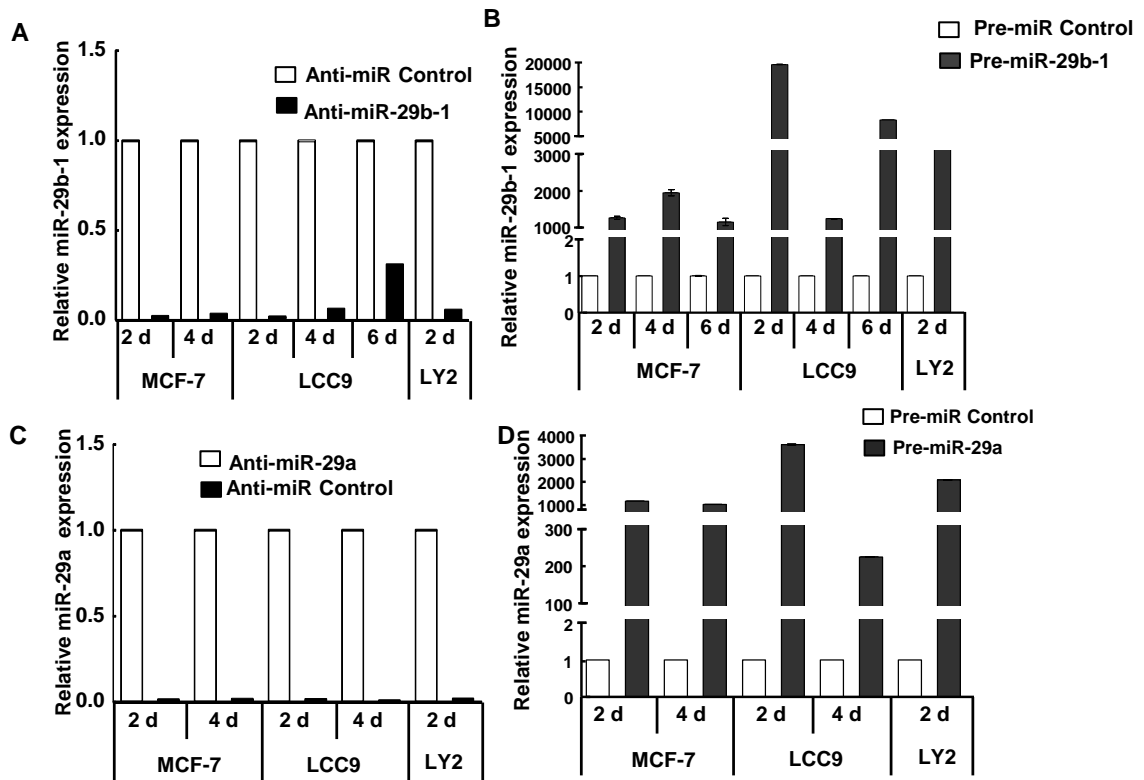 A
1.5
1.0
0.5
0.0
Relative miR-29b-1 expression
Anti-miR Control
Anti-miR-29b-1
2 d 4 d 2 d 4 d 6 d 2 d
MCF-7 LCC9 LY2
B
20000
15000
10000
5000
3000
2000
1000
2
1
0
Relative miR-29b-1 expression
Pre-miR Control
Pre-miR-29b-1
2 d 4 d 6 d 2 d 4 d 6 d 2 d
MCF-7 LCC9 LY2
C
1.5
1.0
0.5
0.0
Relative miR-29a expression
Anti-miR-29a
Anti-miR Control
2 d 4 d 2 d 4 d 2 d
MCF-7 LCC9 LY2
D
4000
3000
2000
1000
300
200
100
2
1
0
Relative miR-29a expression
Pre-miR Control
Pre-miR-29a
2 d 4 d 2 d 4 d 2 d
MCF-7 LCC9 LY2